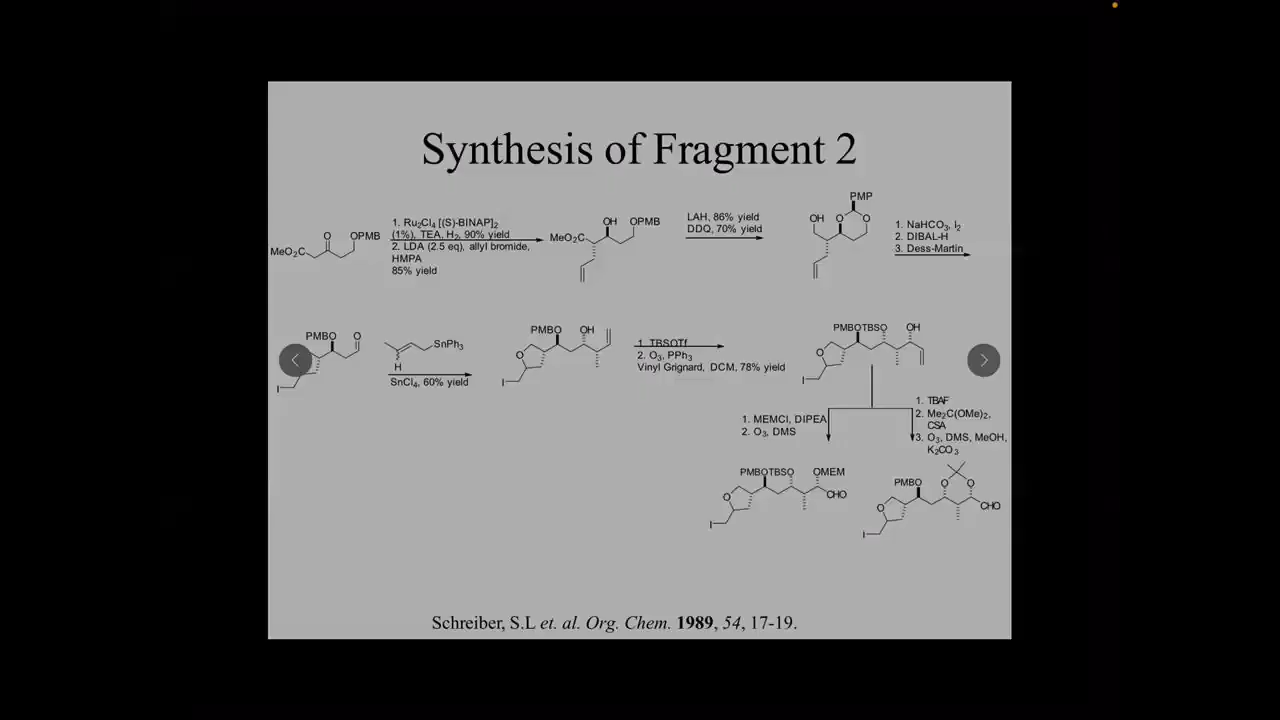 Synthesis of Fragment 2
MeO₂C
O
OPMB
1. Ru₂Cl₄ [(S)-BINAP]₂
(1%), TEA, H₂, 90% yield
2. LDA (2.5 eq), allyl bromide,
HMPA
85% yield
MeO₂C
OH
OPMB
LAH, 86% yield
DDQ, 70% yield
PMP
OH
O
O
1. NaHCO₃, I₂
2. DIBAL-H
3. Dess-Martin
PMBO
O
I
SnPh₃
H
SnCl₄, 60% yield
PMBO
OH
O
I
1. TBSOTf
2. O₃, PPh₃
Vinyl Grignard, DCM, 78% yield
PMBOTBSO
OH
O
I
1. MEMCl, DIPEA
2. O₃, DMS
1. TBAF
2. Me₂C(OMe)₂,
CSA
3. O₃, DMS, MeOH,
K₂CO₃
PMBOTBSO
OMEM
O
CHO
I
PMBO
O
O
O
CHO
I
Schreiber, S.L et. al. Org. Chem. 1989, 54, 17-19.